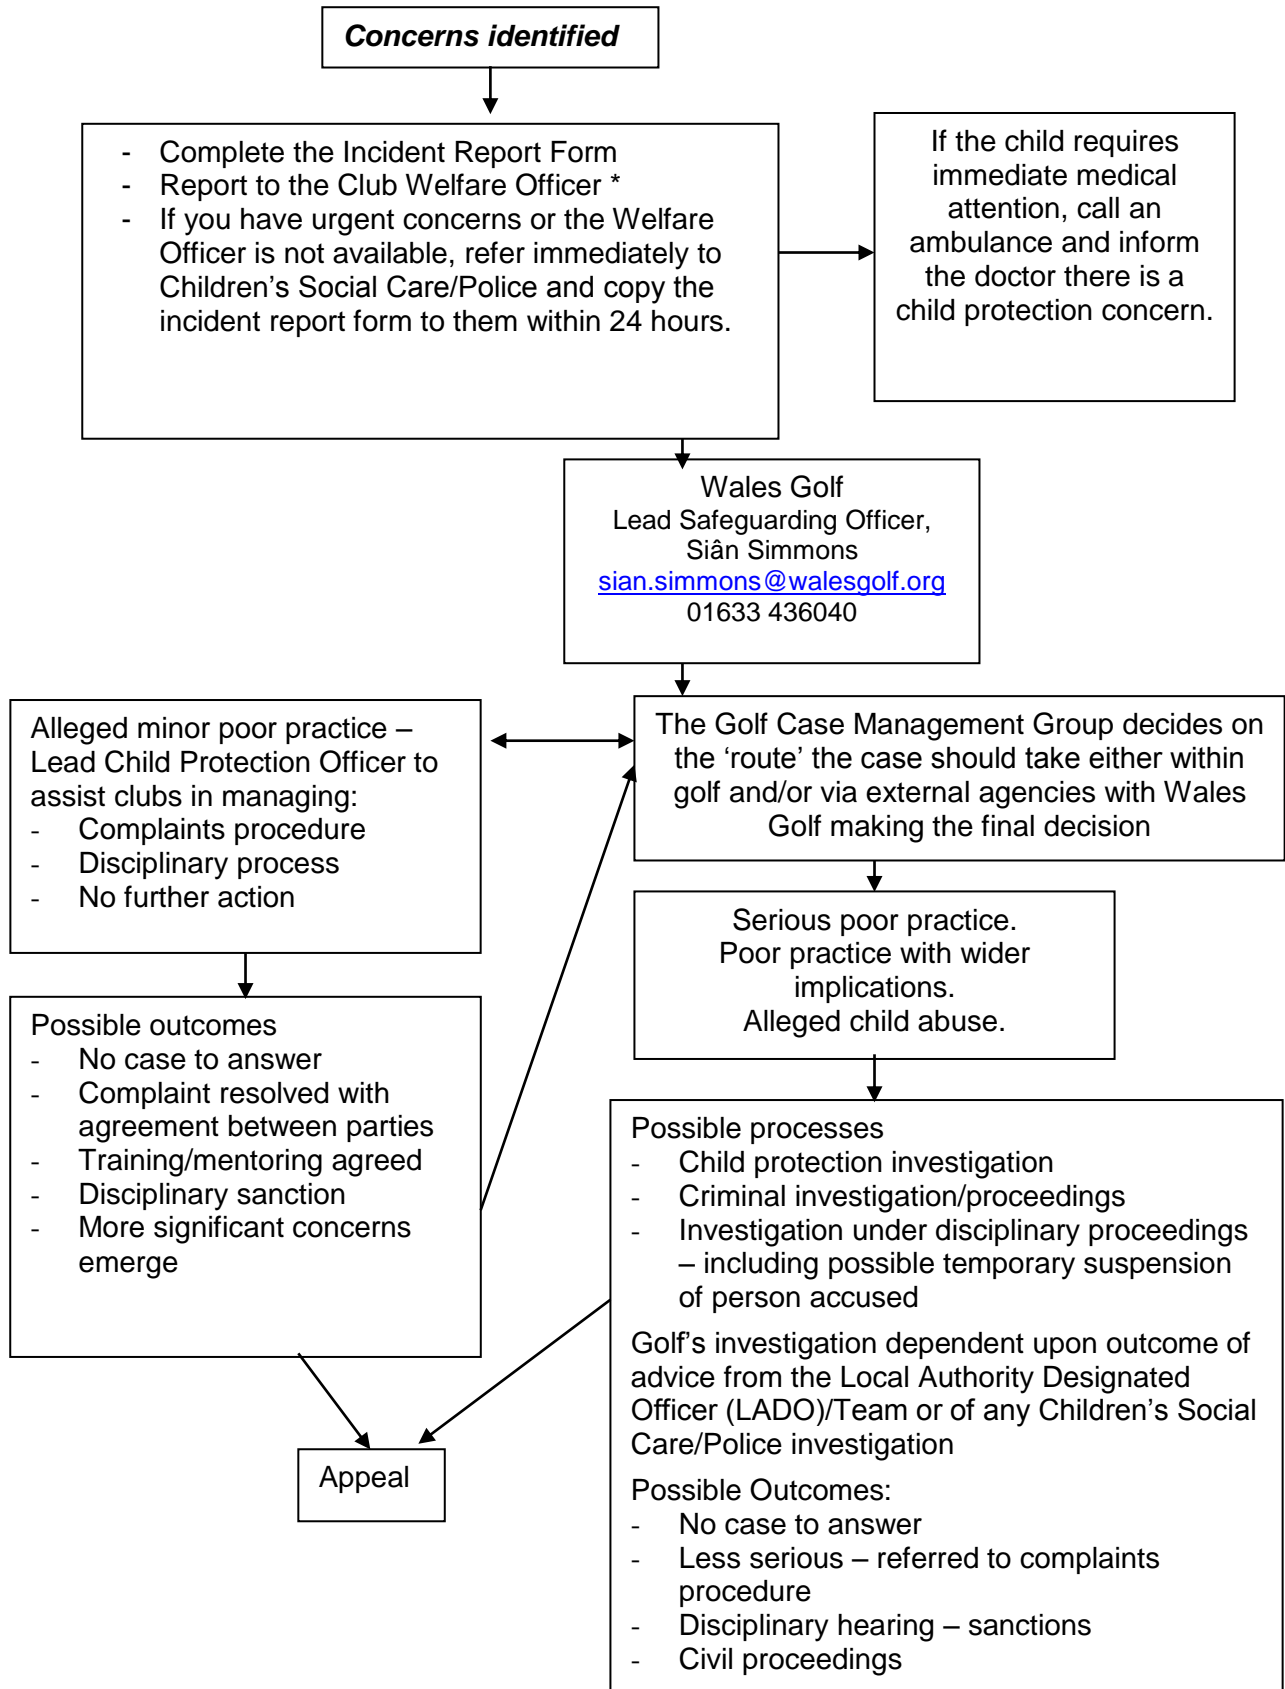 Concerns identified
- Complete the Incident Report Form
- Report to the Club Welfare Officer *
- If you have urgent concerns or the Welfare
Officer is not available, refer immediately to
Children’s Social Care/Police and copy the
incident report form to them within 24 hours.
If the child requires
immediate medical
attention, call an
ambulance and inform
the doctor there is a
child protection concern.
Wales Golf
Lead Safeguarding Officer,
Siân Simmons
sian.simmons@walesgolf.org
01633 436040
Alleged minor poor practice –
Lead Child Protection Officer to
assist clubs in managing:
- Complaints procedure
- Disciplinary process
- No further action
The Golf Case Management Group decides on
the ‘route’ the case should take either within
golf and/or via external agencies with Wales
Golf making the final decision
Serious poor practice.
Poor practice with wider
implications.
Alleged child abuse.
Possible outcomes
- No case to answer
- Complaint resolved with
agreement between parties
- Training/mentoring agreed
- Disciplinary sanction
- More significant concerns
emerge
Possible processes
- Child protection investigation
- Criminal investigation/proceedings
- Investigation under disciplinary proceedings
– including possible temporary suspension
of person accused
Golf’s investigation dependent upon outcome of
advice from the Local Authority Designated
Officer (LADO)/Team or of any Children’s Social
Care/Police investigation
Possible Outcomes:
- No case to answer
- Less serious – referred to complaints
procedure
- Disciplinary hearing – sanctions
- Civil proceedings
Appeal